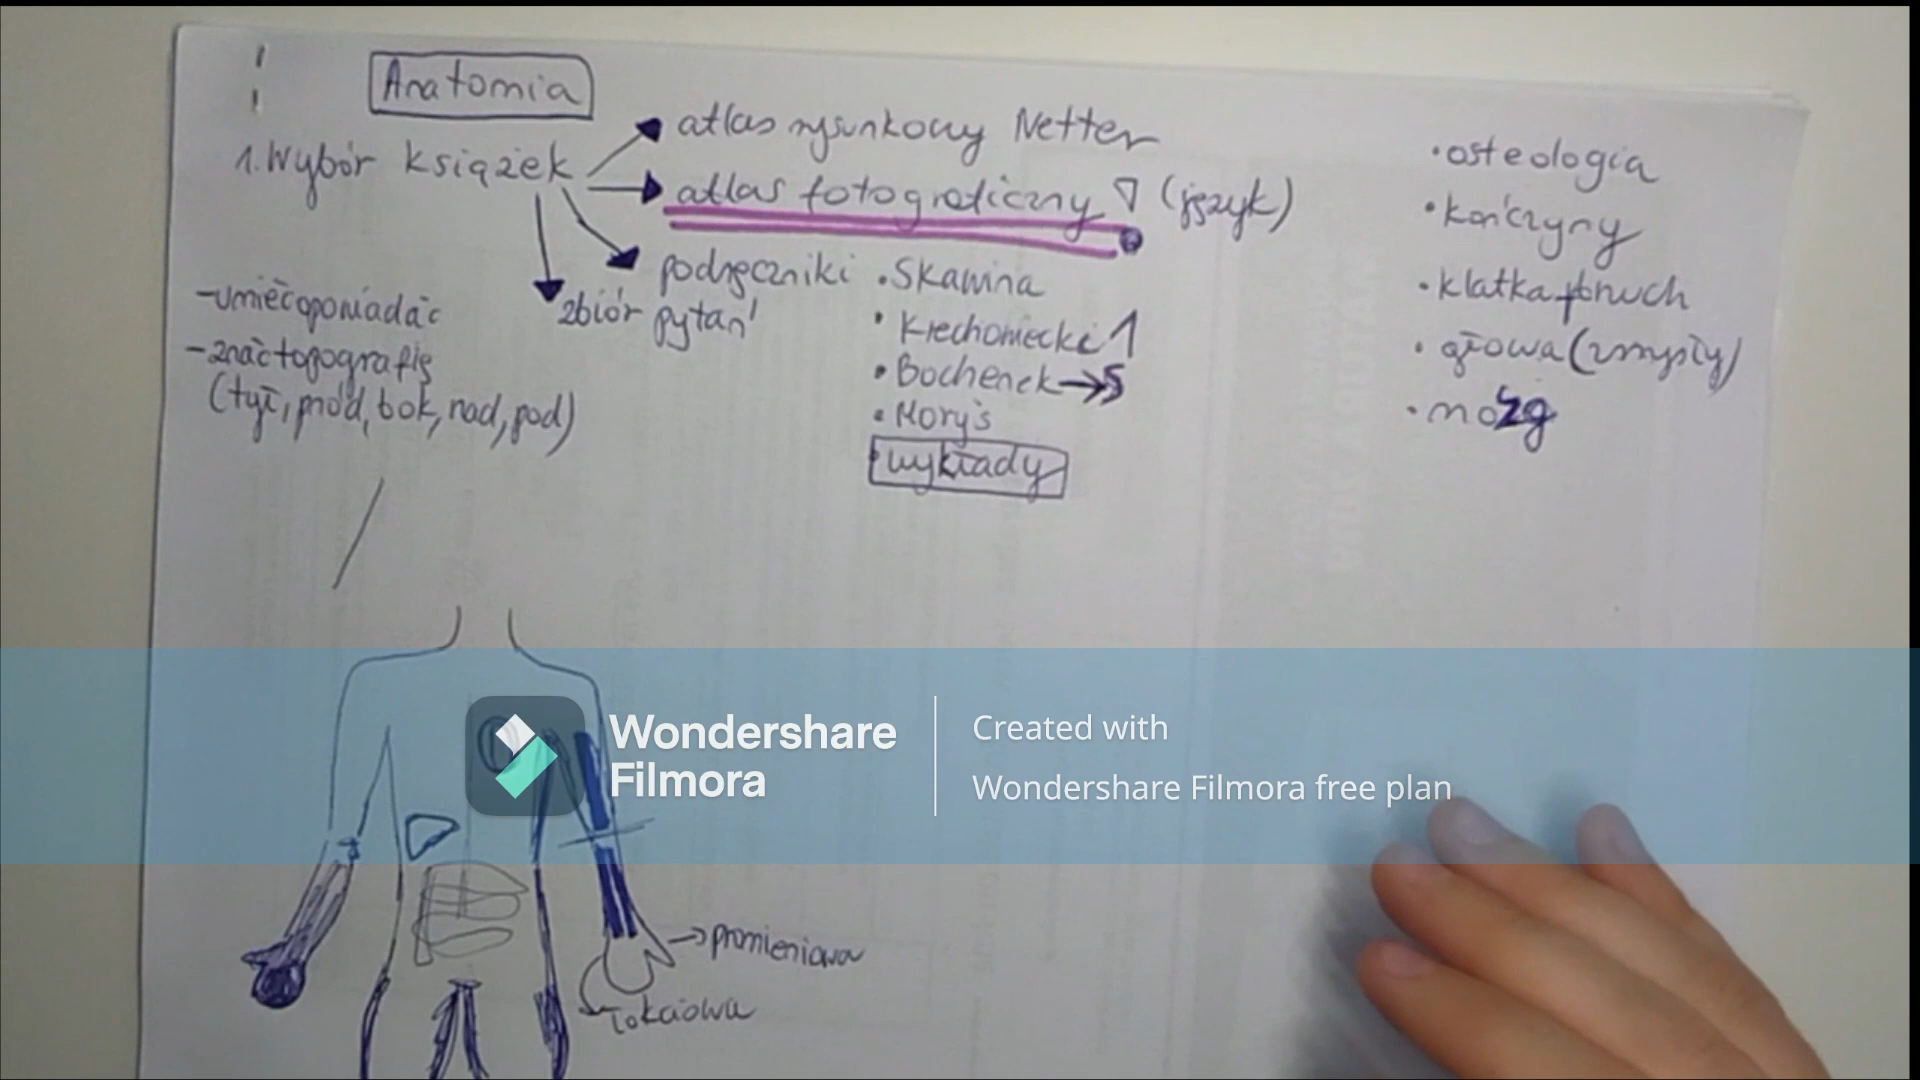 Anatomia
1. Wybór książek
atlas rysunkowy Netter
atlas fotograficzny (język)
podręczniki
• Skawina
• Krechowiecki 1
• Bochenek → 5
• Moryś
• wykłady
zbiór pytań
- umieć opowiadać
- znać topografię
(tył, przód, bok, nad, pod)
• osteologia
• kończyny
• klatka + brzuch
• głowa (zmysły)
• mózg
Wondershare
Filmora
Created with
Wondershare Filmora free plan
→ promieniowa
łokciowa